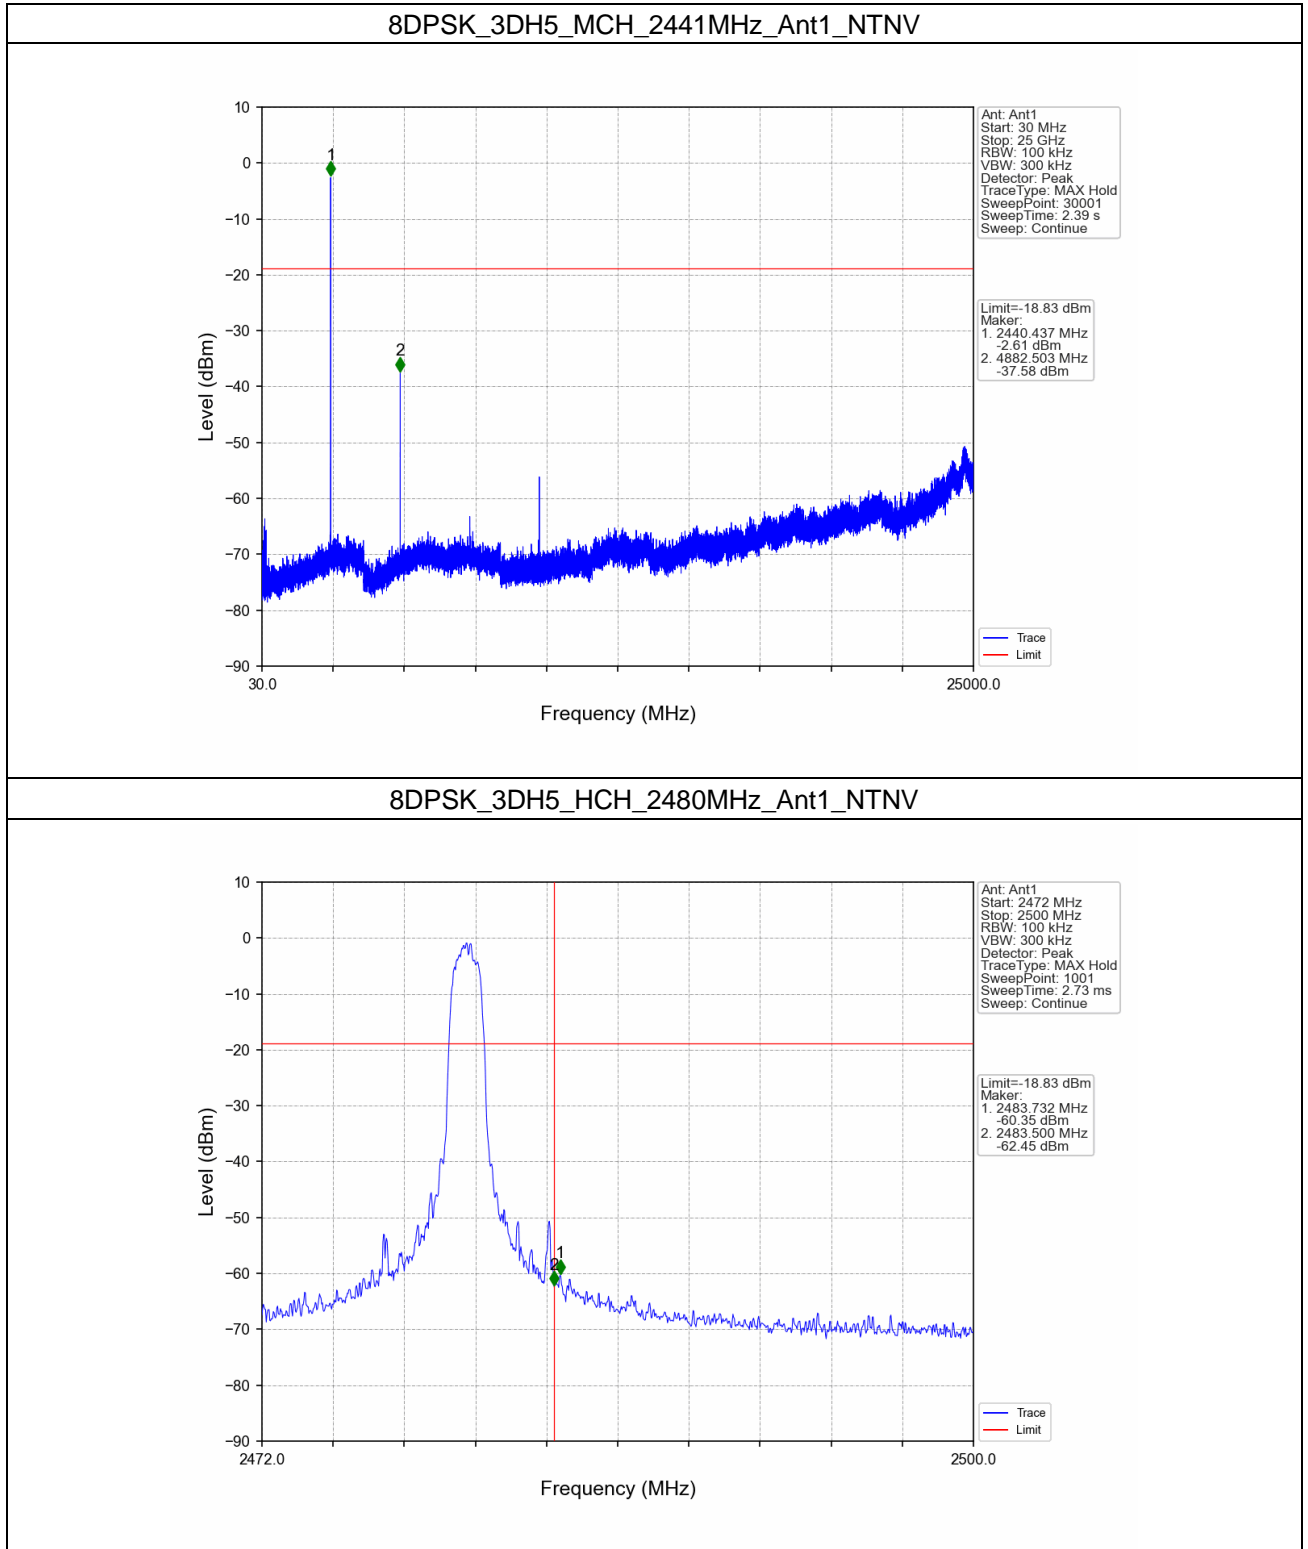 8DPSK_3DH5_MCH_2441MHz_Ant1_NTNV
10
0
−10
−20
−30
−40
−50
−60
−70
−80
−90
Level (dBm)
1
2
30.0
25000.0
Frequency (MHz)
Ant: Ant1
Start: 30 MHz
Stop: 25 GHz
RBW: 100 kHz
VBW: 300 kHz
Detector: Peak
TraceType: MAX Hold
SweepPoint: 30001
SweepTime: 2.39 s
Sweep: Continue
Limit=-18.83 dBm
Maker:
1. 2440.437 MHz
-2.61 dBm
2. 4882.503 MHz
-37.58 dBm
Trace
Limit
8DPSK_3DH5_HCH_2480MHz_Ant1_NTNV
10
0
−10
−20
−30
−40
−50
−60
−70
−80
−90
Level (dBm)
1
2
2472.0
2500.0
Frequency (MHz)
Ant: Ant1
Start: 2472 MHz
Stop: 2500 MHz
RBW: 100 kHz
VBW: 300 kHz
Detector: Peak
TraceType: MAX Hold
SweepPoint: 1001
SweepTime: 2.73 ms
Sweep: Continue
Limit=-18.83 dBm
Maker:
1. 2483.732 MHz
-60.35 dBm
2. 2483.500 MHz
-62.45 dBm
Trace
Limit